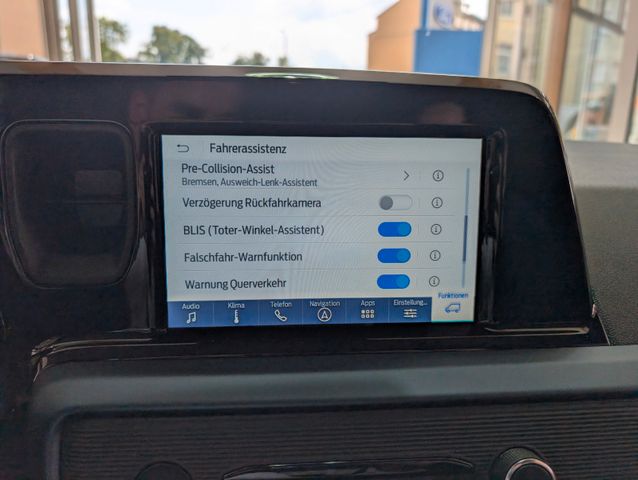 Fahrerassistenz
Pre-Collision-Assist
Bremsen, Ausweich-Lenk-Assistent
Verzögerung Rückfahrkamera
BLIS (Toter-Winkel-Assistent)
Falschfahr-Warnfunktion
Warnung Querverkehr
Audio Klima Telefon Navigation Apps Einstellung... Funktionen